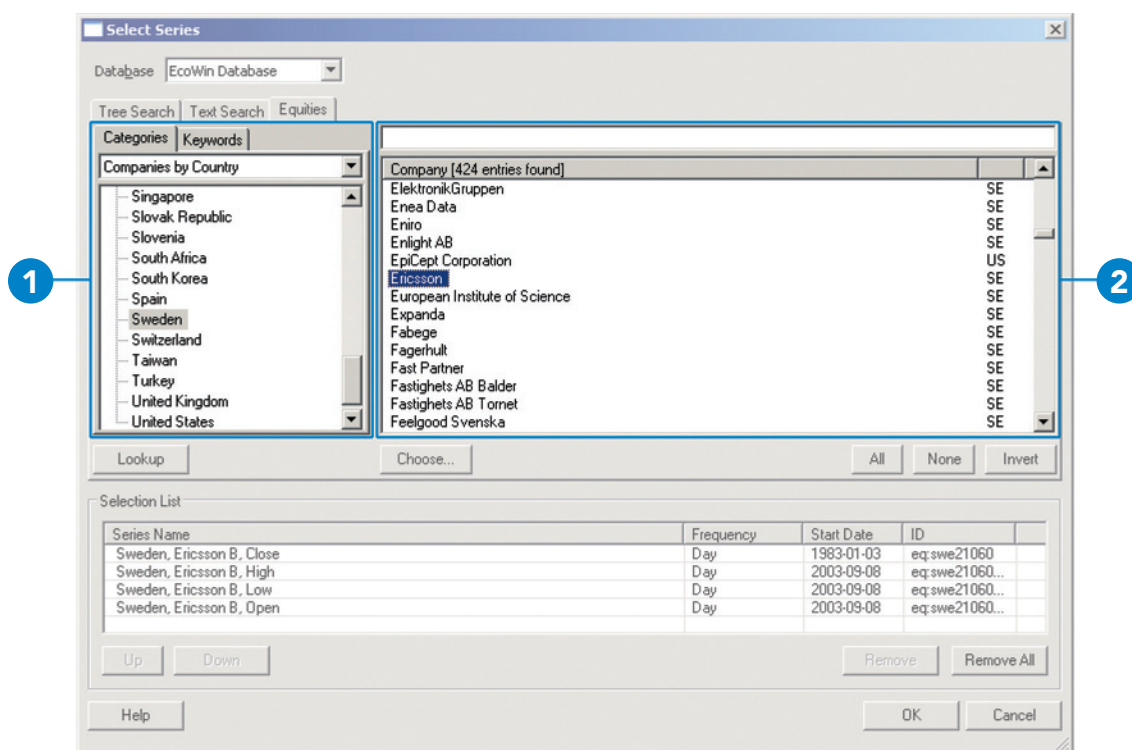 Select Series
Database EcoWin Database
Tree Search Text Search Equities
Categories Keywords
Companies by Country
Singapore
Slovak Republic
Slovenia
South Africa
South Korea
Spain
Sweden
Switzerland
Taiwan
Turkey
United Kingdom
United States
Company [424 entries found]
ElektronikGruppen SE
Enea Data SE
Eniro SE
Enlight AB SE
EpiCept Corporation US
Ericsson SE
European Institute of Science SE
Expanda SE
Fabege SE
Fagerhult SE
Fast Partner SE
Fastighets AB Balder SE
Fastighets AB Tornet SE
Feelgood Svenska SE
1
2
Lookup Choose... All None Invert
Selection List
Series Name Frequency Start Date ID
Sweden, Ericsson B, Close Day 1983-01-03 eq:swe21060
Sweden, Ericsson B, High Day 2003-09-08 eq:swe21060...
Sweden, Ericsson B, Low Day 2003-09-08 eq:swe21060...
Sweden, Ericsson B, Open Day 2003-09-08 eq:swe21060...
Up Down Remove Remove All
Help OK Cancel